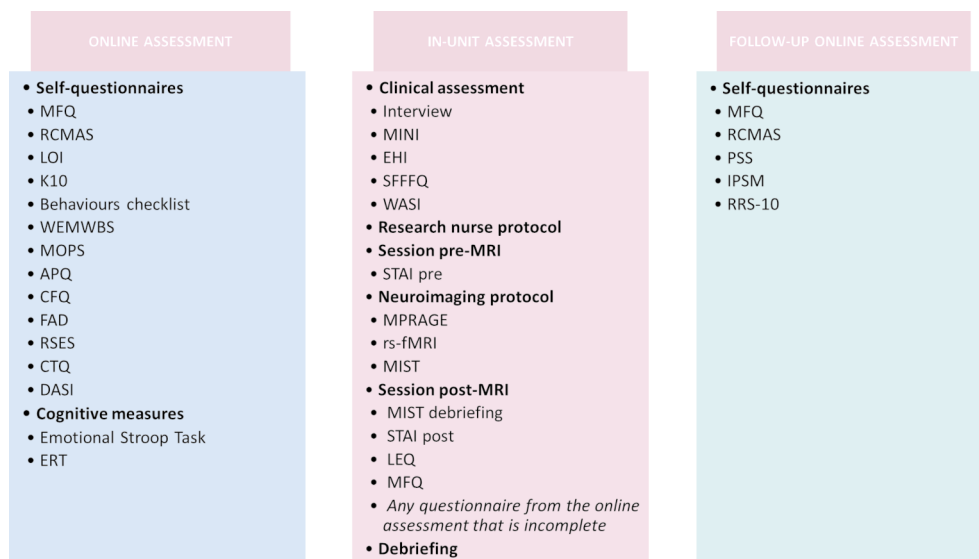 ONLINE ASSESSMENT
• Self-questionnaires
• MFQ
• RCMAS
• LOI
• K10
• Behaviours checklist
• WEMWBS
• MOPS
• APQ
• CFQ
• FAD
• RSES
• CTQ
• DASI
• Cognitive measures
• Emotional Stroop Task
• ERT
IN-UNIT ASSESSMENT
• Clinical assessment
• Interview
• MINI
• EHI
• SFFFQ
• WASI
• Research nurse protocol
• Session pre-MRI
• STAI pre
• Neuroimaging protocol
• MPRAGE
• rs-fMRI
• MIST
• Session post-MRI
• MIST debriefing
• STAI post
• LEQ
• MFQ
• Any questionnaire from the online
assessment that is incomplete
• Debriefing
FOLLOW-UP ONLINE ASSESSMENT
• Self-questionnaires
• MFQ
• RCMAS
• PSS
• IPSM
• RRS-10